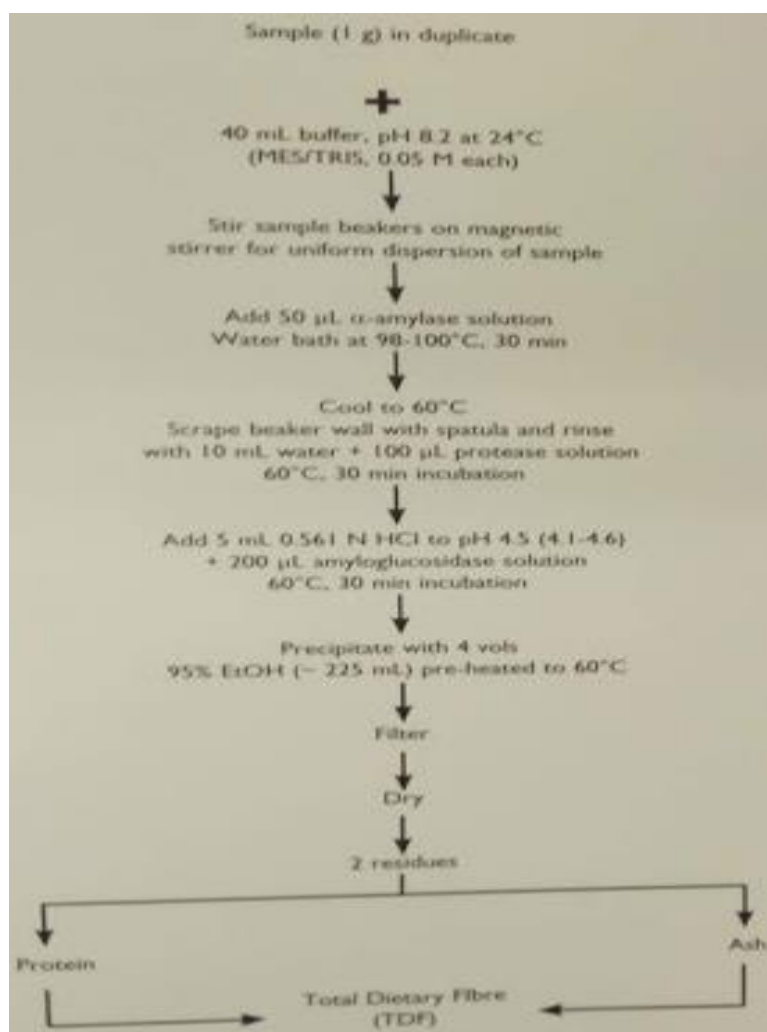 Sample (1 g) in duplicate
+
40 mL buffer, pH 8.2 at 24°C
(MES/TRIS, 0.05 M each)
Stir sample beakers on magnetic
stirrer for uniform dispersion of sample
Add 50 µL α-amylase solution
Water bath at 98-100°C, 30 min
Cool to 60°C
Scrape beaker wall with spatula and rinse
with 10 mL water + 100 µL protease solution
60°C, 30 min incubation
Add 5 mL 0.561 N HCl to pH 4.5 (4.1-4.6)
+ 200 µL amyloglucosidase solution
60°C, 30 min incubation
Precipitate with 4 vols
95% EtOH (~ 225 mL) pre-heated to 60°C
Filter
Dry
2 residues
Protein
Ash
Total Dietary Fibre
(TDF)